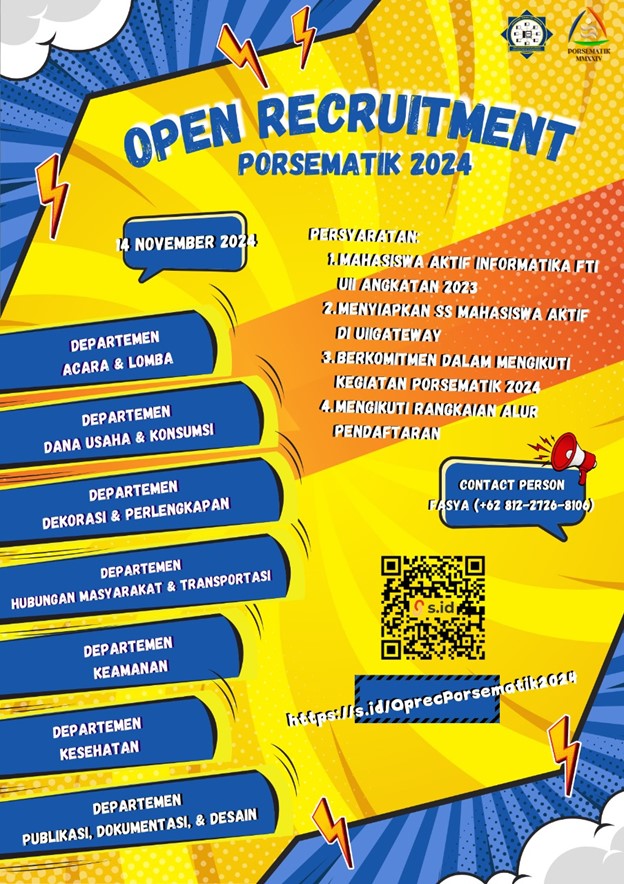 PORSEMATIK
MMXXIV
OPEN RECRUITMENT
PORSEMATIK 2024
14 NOVEMBER 2024
PERSYARATAN:
1. MAHASISWA AKTIF INFORMATIKA FTI
UII ANGKATAN 2023
2. MENYIAPKAN SS MAHASISWA AKTIF
DI UIIGATEWAY
3. BERKOMITMEN DALAM MENGIKUTI
KEGIATAN PORSEMATIK 2024
4. MENGIKUTI RANGKAIAN ALUR
PENDAFTARAN
DEPARTEMEN
ACARA & LOMBA
DEPARTEMEN
DANA USAHA & KONSUMSI
DEPARTEMEN
DEKORASI & PERLENGKAPAN
DEPARTEMEN
HUBUNGAN MASYARAKAT & TRANSPORTASI
DEPARTEMEN
KEAMANAN
DEPARTEMEN
KESEHATAN
DEPARTEMEN
PUBLIKASI, DOKUMENTASI, & DESAIN
CONTACT PERSON
FASYA (+62 812-2726-8106)
s.id
https://s.id/OprecPorsematik2024